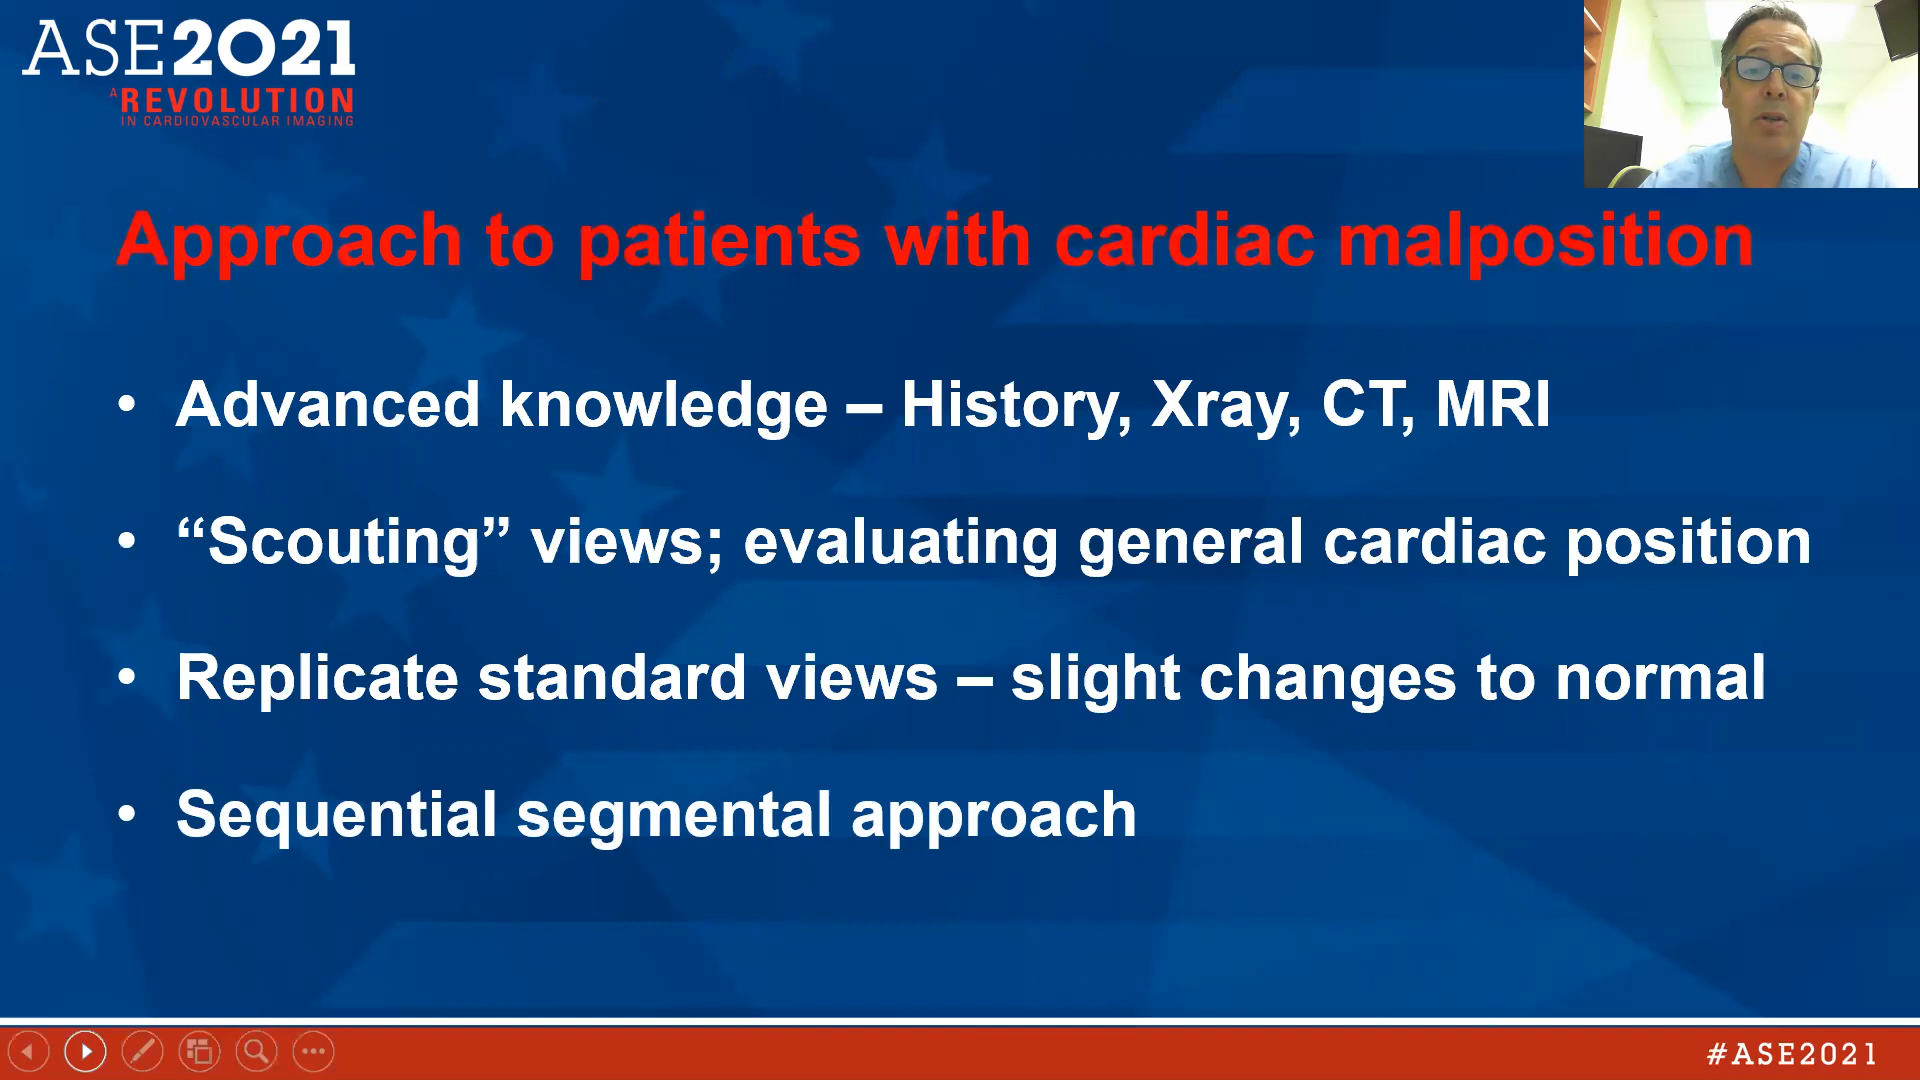 ASE2021
A REVOLUTION
IN CARDIOVASCULAR IMAGING
Approach to patients with cardiac malposition
• Advanced knowledge – History, Xray, CT, MRI
• “Scouting” views; evaluating general cardiac position
• Replicate standard views – slight changes to normal
• Sequential segmental approach
#ASE2021